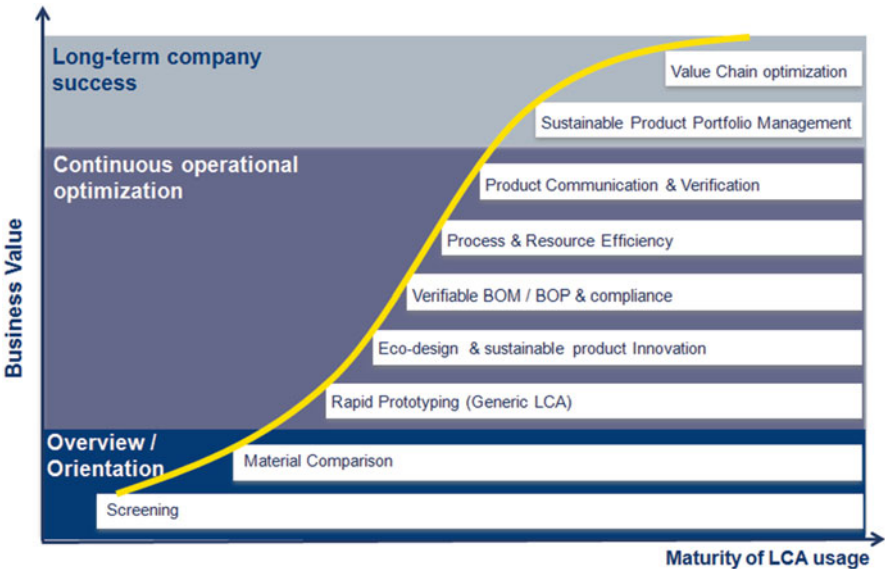 Long-term company
success
Value Chain optimization
Sustainable Product Portfolio Management
Continuous operational
optimization
Product Communication & Verification
Process & Resource Efficiency
Verifiable BOM / BOP & compliance
Eco-design & sustainable product Innovation
Rapid Prototyping (Generic LCA)
Overview /
Orientation
Material Comparison
Screening
Business Value
Maturity of LCA usage